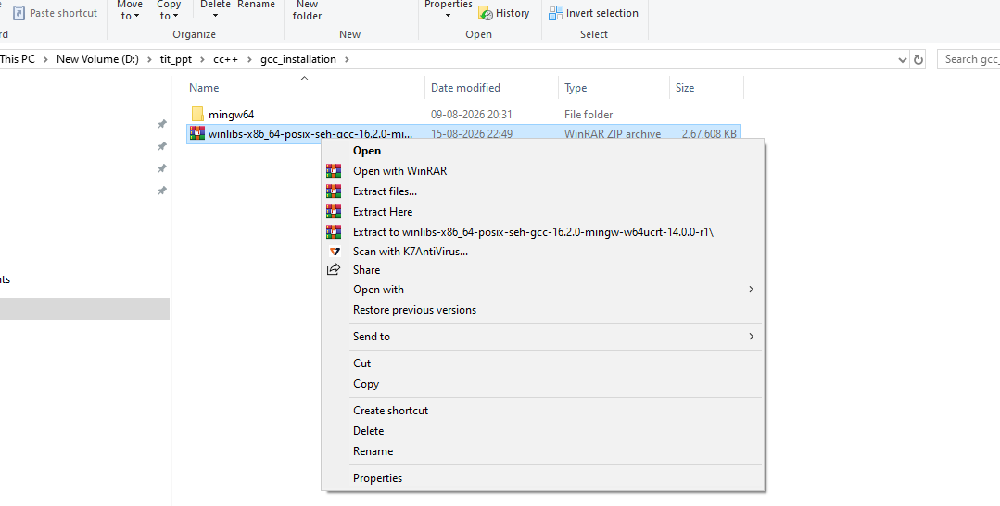 Paste shortcut
Move to
Copy to
Delete
Rename
New folder
Properties
History
Invert selection
rd
Organize
New
Open
Select
This PC > New Volume (D:) > tit_ppt > cc++ > gcc_installation >
Search gcc_
Name Date modified Type Size
mingw64 09-08-2026 20:31 File folder
winlibs-x86_64-posix-seh-gcc-16.2.0-mi... 15-08-2026 22:49 WinRAR ZIP archive 2,67,608 KB
Open
Open with WinRAR
Extract files...
Extract Here
Extract to winlibs-x86_64-posix-seh-gcc-16.2.0-mingw-w64ucrt-14.0.0-r1\
Scan with K7AntiVirus...
Share
nts
Open with
Restore previous versions
Send to
Cut
Copy
Create shortcut
Delete
Rename
Properties